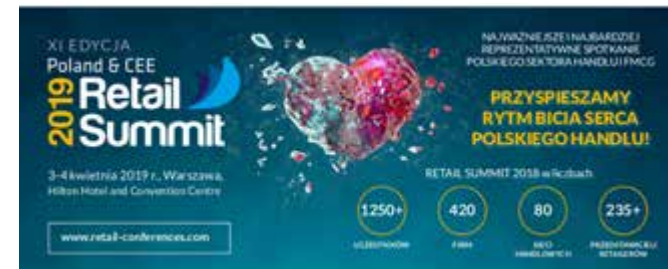 XI EDYCJA
Poland & CEE
2019 Retail
Summit
3-4 kwietnia 2019 r., Warszawa,
Hilton Hotel and Convention Centre
www.retail-conferences.com
NAJWAŻNIEJSZE I NAJBARDZIEJ
REPREZENTATYWNE SPOTKANIE
POLSKIEGO SEKTORA HANDLU I FMCG
PRZYSPIESZAMY
RYTM BICIA SERCA
POLSKIEGO HANDLU!
RETAIL SUMMIT 2018 w liczbach
1250+
UCZESTNIKÓW
420
FIRM
80
SIECI
HANDLOWYCH
235+
PRZEDSTAWICIELI
RETAILERÓW